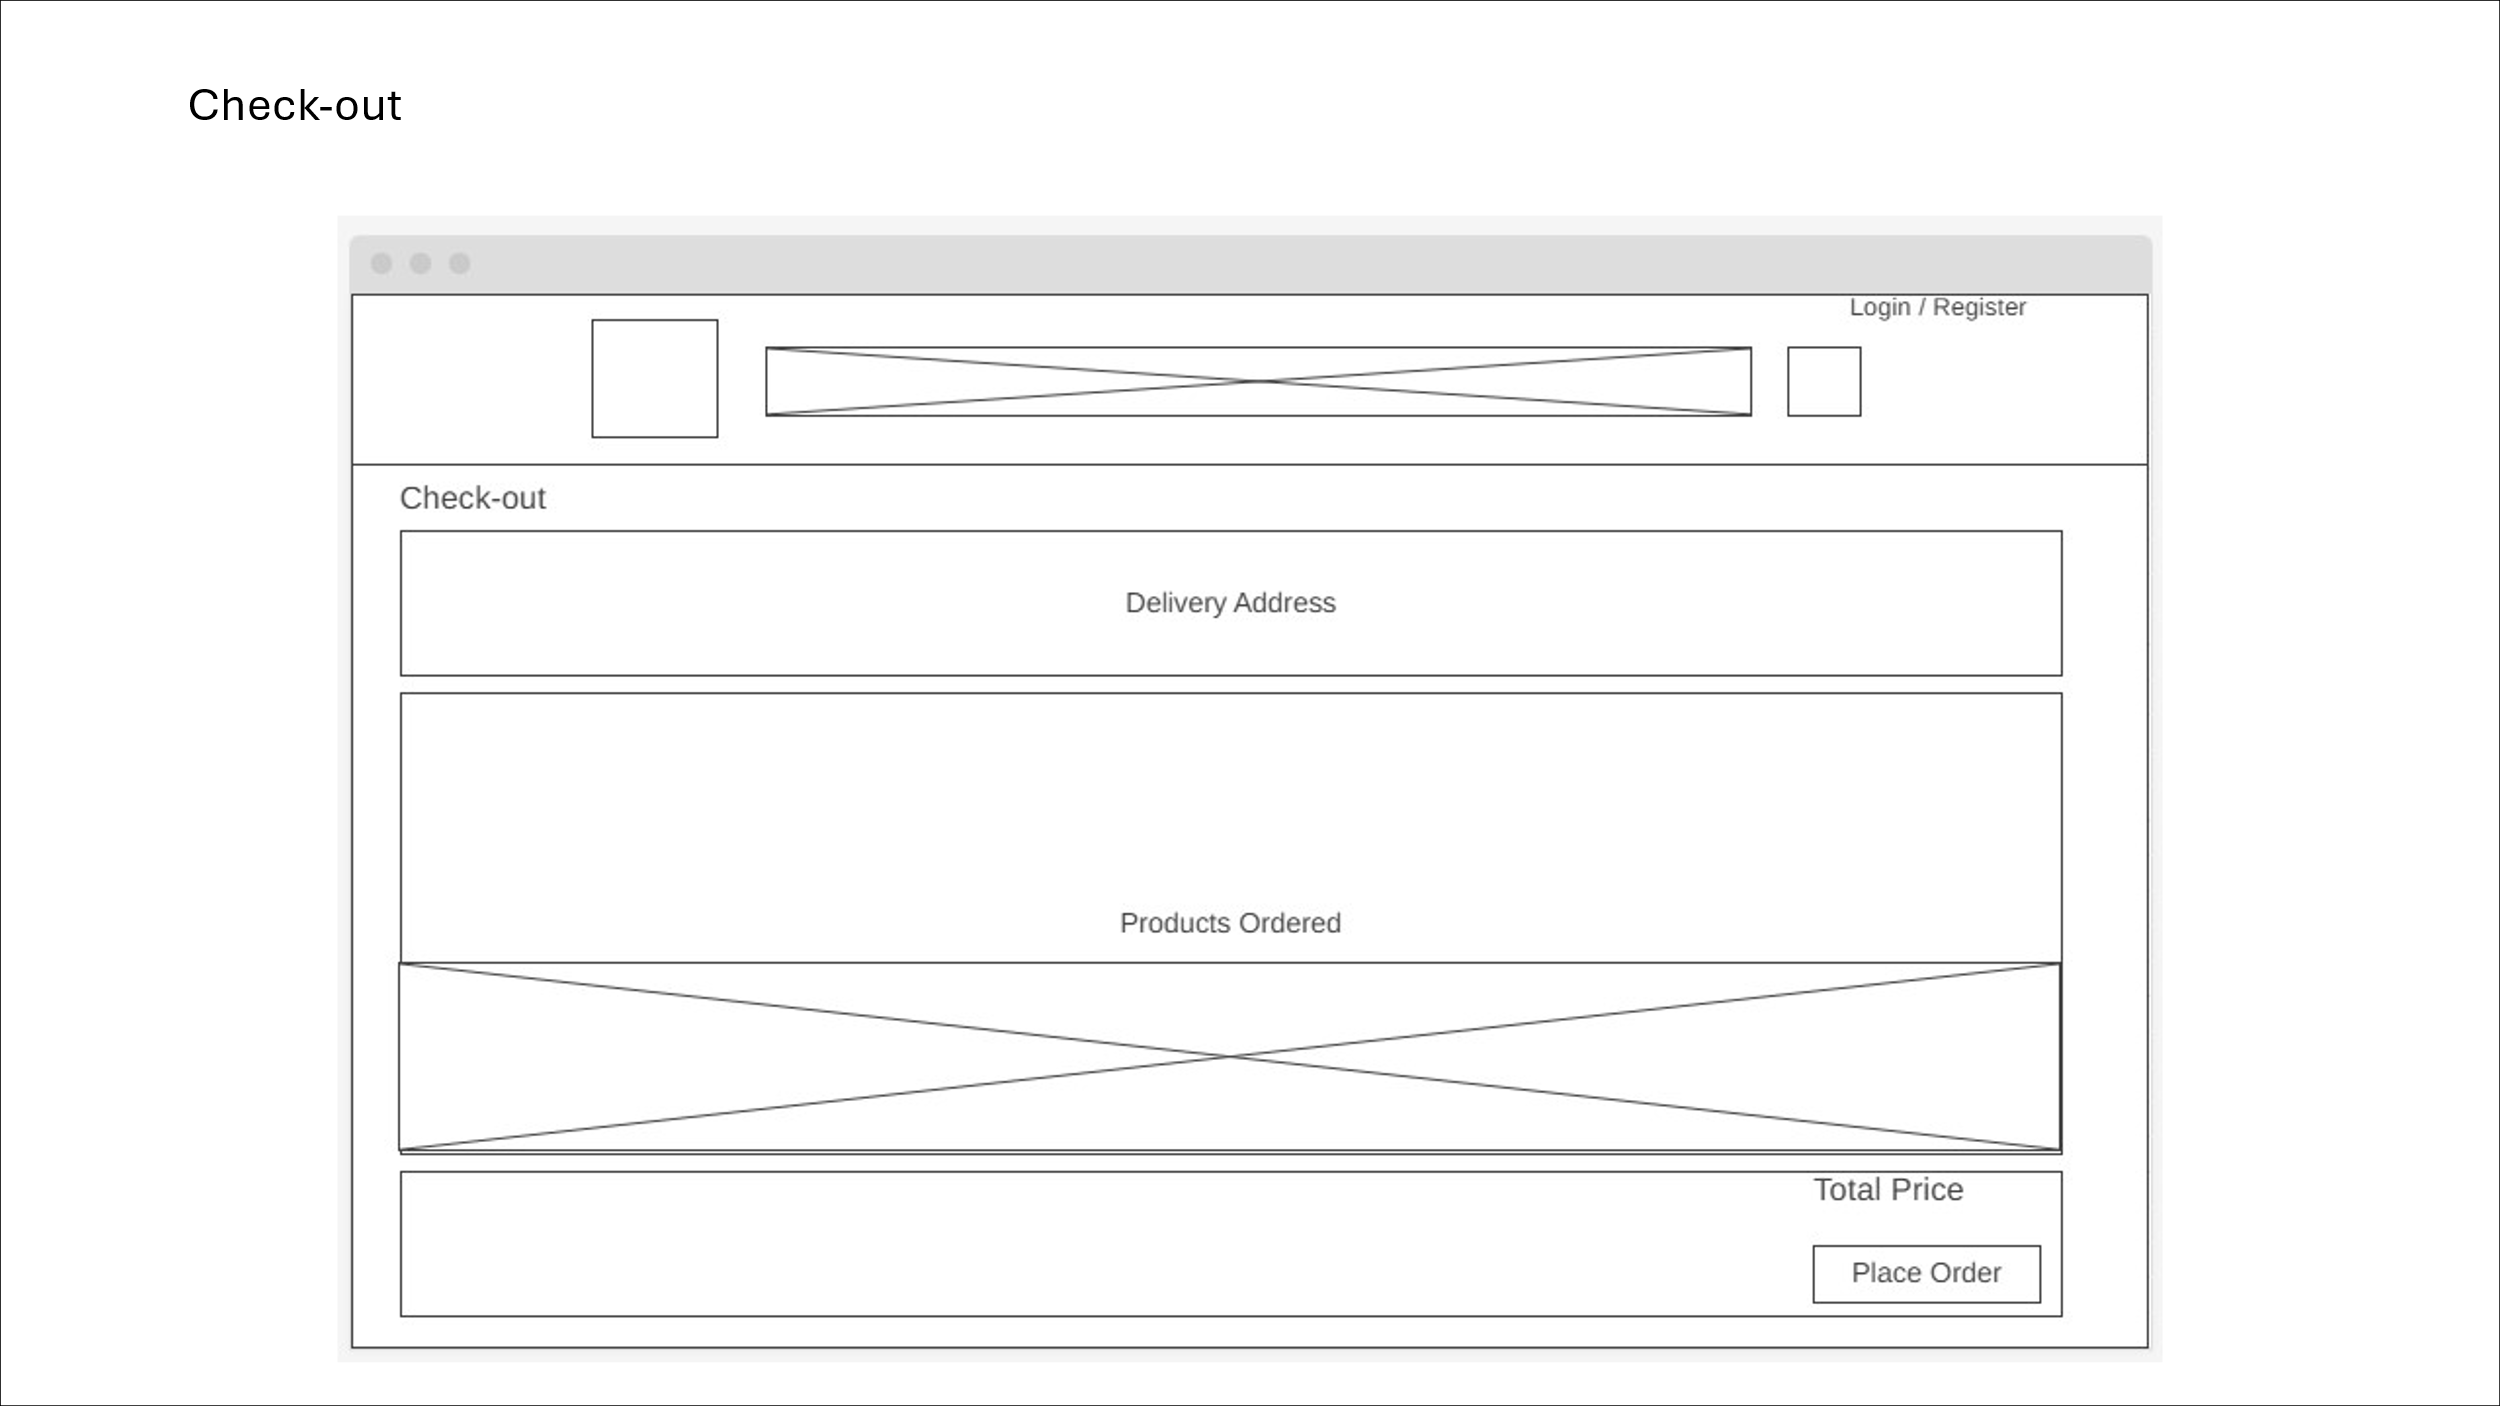 Check-out
Login / Register
Check-out
Delivery Address
Products Ordered
Total Price
Place Order